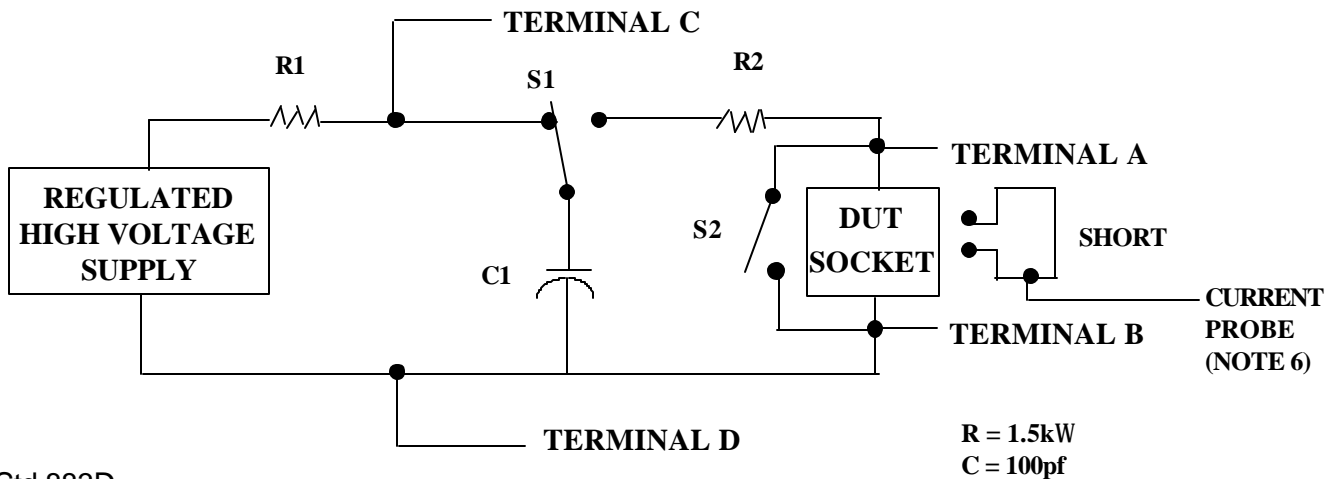 TERMINAL C
R1
S1
R2
TERMINAL A
REGULATED
HIGH VOLTAGE
SUPPLY
S2
DUT
SOCKET
SHORT
C1
CURRENT
PROBE
(NOTE 6)
TERMINAL B
TERMINAL D
R = 1.5kW
C = 100pf